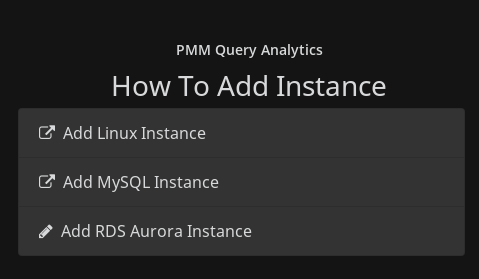 PMM Query Analytics
How To Add Instance
Add Linux Instance
Add MySQL Instance
Add RDS Aurora Instance